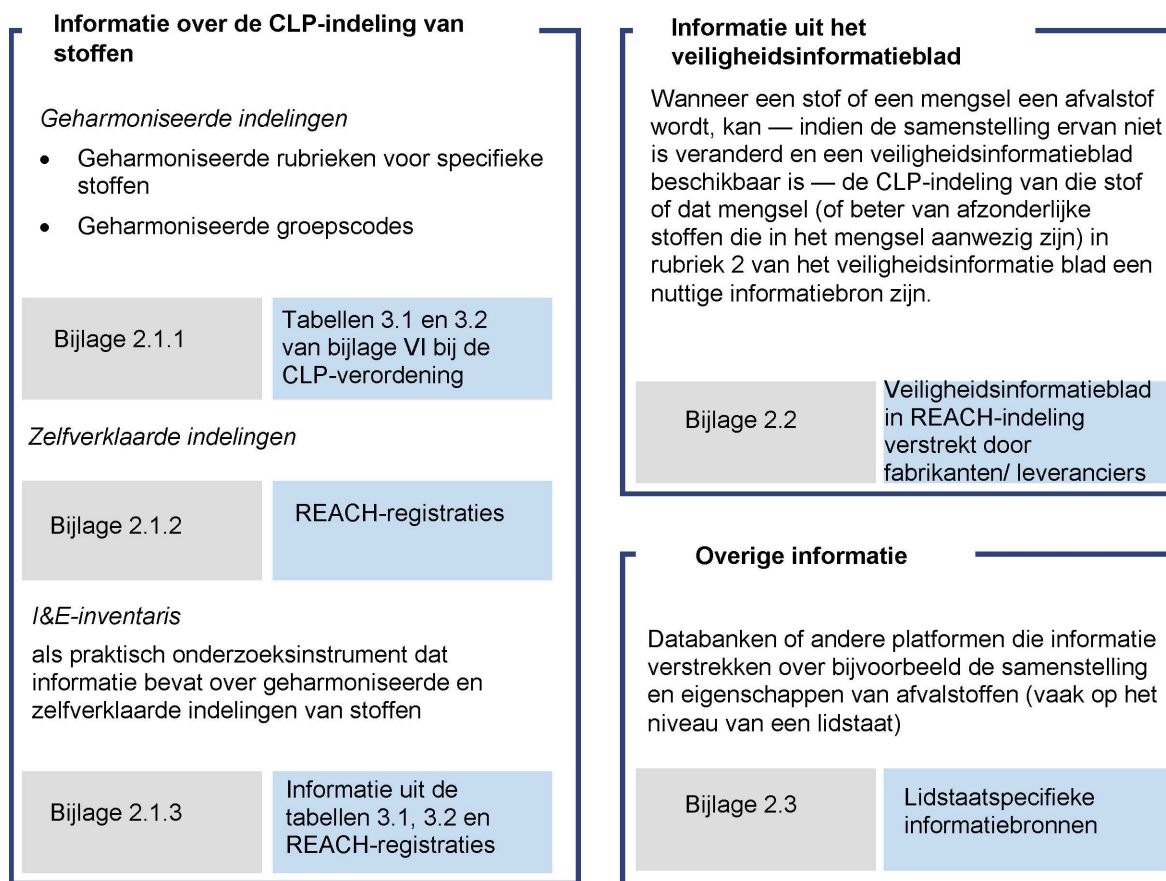 Informatie over de CLP-indeling van
stoffen
Geharmoniseerde indelingen
• Geharmoniseerde rubrieken voor specifieke
stoffen
• Geharmoniseerde groepscodes
Bijlage 2.1.1
Tabellen 3.1 en 3.2
van bijlage VI bij de
CLP-verordening
Zelfverklaarde indelingen
Bijlage 2.1.2
REACH-registraties
I&E-inventaris
als praktisch onderzoeksinstrument dat
informatie bevat over geharmoniseerde en
zelfverklaarde indelingen van stoffen
Bijlage 2.1.3
Informatie uit de
tabellen 3.1, 3.2 en
REACH-registraties
Informatie uit het
veiligheidsinformatieblad
Wanneer een stof of een mengsel een afvalstof
wordt, kan — indien de samenstelling ervan niet
is veranderd en een veiligheidsinformatieblad
beschikbaar is — de CLP-indeling van die stof
of dat mengsel (of beter van afzonderlijke
stoffen die in het mengsel aanwezig zijn) in
rubriek 2 van het veiligheidsinformatie blad een
nuttige informatiebron zijn.
Bijlage 2.2
Veiligheidsinformatieblad
in REACH-indeling
verstrekt door
fabrikanten/ leveranciers
Overige informatie
Databanken of andere platformen die informatie
verstrekken over bijvoorbeeld de samenstelling
en eigenschappen van afvalstoffen (vaak op het
niveau van een lidstaat)
Bijlage 2.3
Lidstaatspecifieke
informatiebronnen